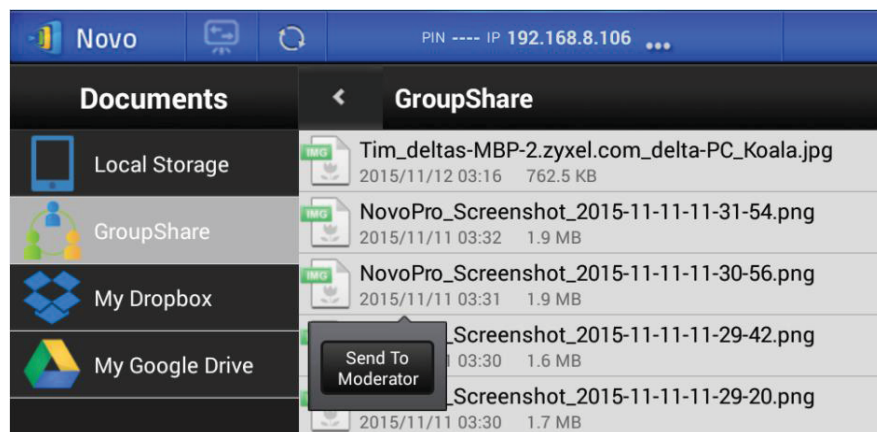 Novo PIN ---- IP 192.168.8.106 ...
Documents
GroupShare
Local Storage
GroupShare
My Dropbox
My Google Drive
IMG Tim_deltas-MBP-2.zyxel.com_delta-PC_Koala.jpg
2015/11/12 03:16 762.5 KB
IMG NovoPro_Screenshot_2015-11-11-11-31-54.png
2015/11/11 03:32 1.9 MB
IMG NovoPro_Screenshot_2015-11-11-11-30-56.png
2015/11/11 03:31 1.9 MB
_Screenshot_2015-11-11-11-29-42.png
1 03:30 1.6 MB
Send To
Moderator
_Screenshot_2015-11-11-11-29-20.png
2015/11/11 03:30 1.7 MB